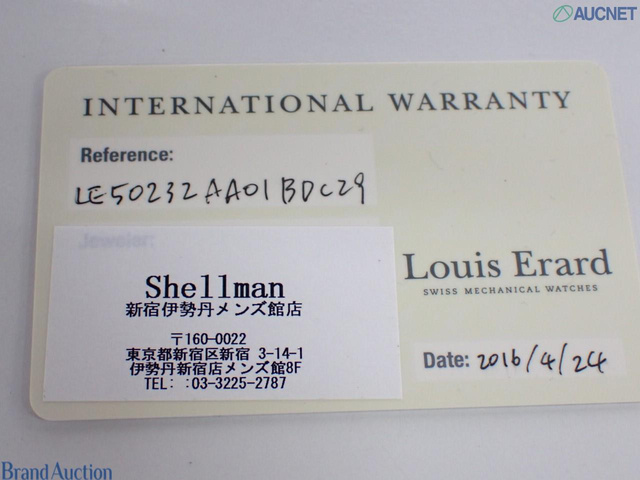 AUCNET
INTERNATIONAL WARRANTY
Reference:
LE50232AA01BDC29
Jeweler:
Shellman
新宿伊勢丹メンズ館店
〒160-0022
東京都新宿区新宿 3-14-1
伊勢丹新宿店メンズ館8F
TEL: :03-3225-2787
Louis Erard
SWISS MECHANICAL WATCHES
Date: 2016/4/24
Brand Auction